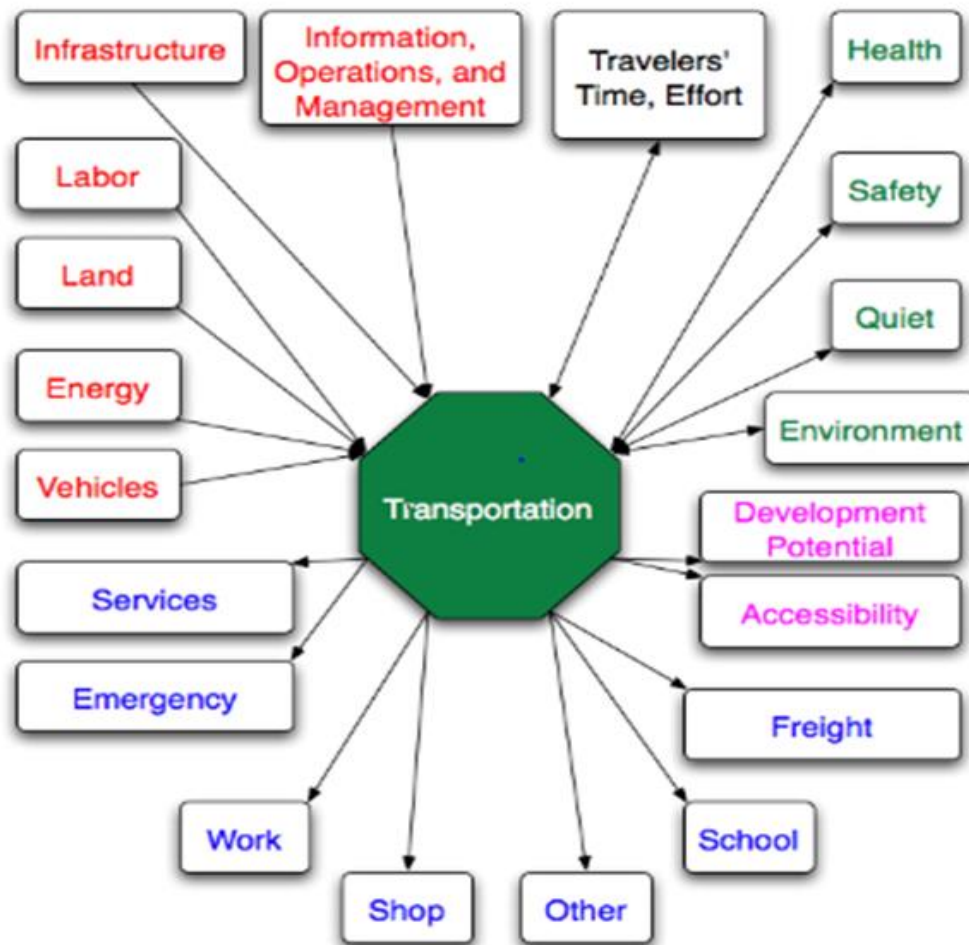 Infrastructure
Information,
Operations, and
Management
Travelers'
Time, Effort
Health
Labor
Safety
Land
Quiet
Energy
Environment
Vehicles
Transportation
Development
Potential
Services
Accessibility
Emergency
Freight
Work
School
Shop
Other